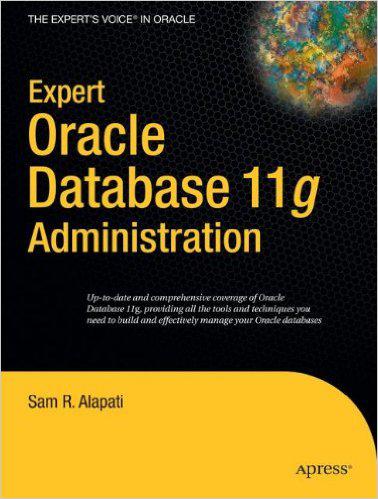 THE EXPERT'S VOICE® IN ORACLE
Expert
Oracle
Database 11g
Administration
Up-to-date and comprehensive coverage of Oracle
Database 11g, providing all the tools and techniques you
need to build and effectively manage your Oracle databases
Sam R. Alapati
Apress®